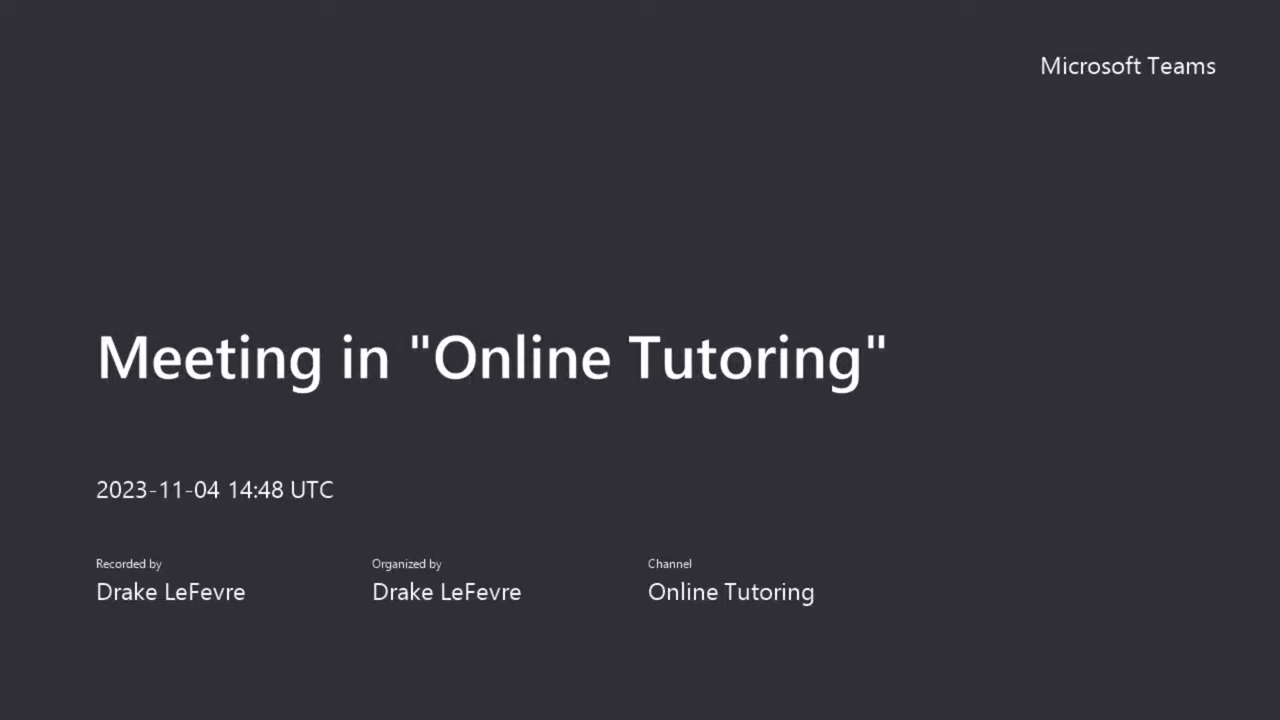 Microsoft Teams
Meeting in "Online Tutoring"
2023-11-04 14:48 UTC
Recorded by
Drake LeFevre
Organized by
Drake LeFevre
Channel
Online Tutoring